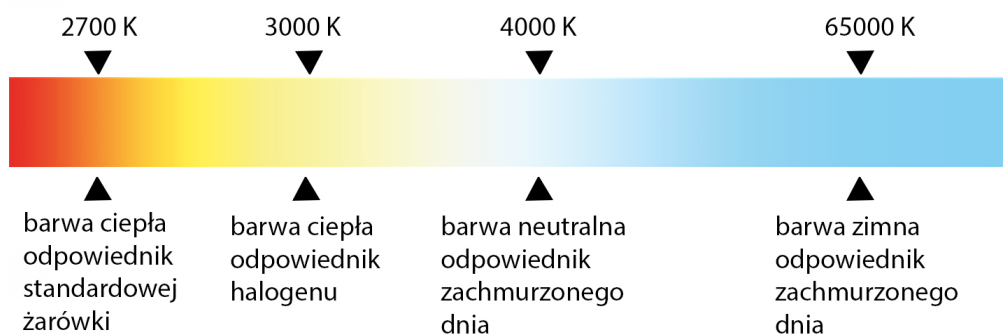 2700 K
3000 K
4000 K
65000 K
barwa ciepła
odpowiednik
standardowej
żarówki
barwa ciepła
odpowiednik
halogenu
barwa neutralna
odpowiednik
zachmurzonego
dnia
barwa zimna
odpowiednik
zachmurzonego
dnia